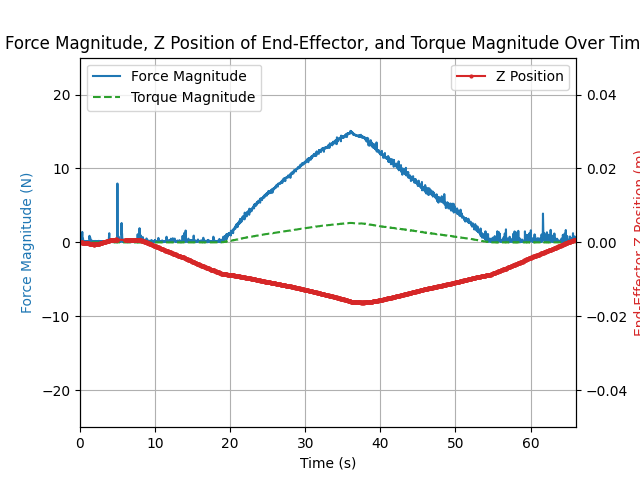 Force Magnitude, Z Position of End-Effector, and Torque Magnitude Over Tim
Force Magnitude
Torque Magnitude
Z Position
20
10
0
−10
−20
0.04
0.02
0.00
−0.02
−0.04
Force Magnitude (N)
End-Effector Z Position (m)
0 10 20 30 40 50 60
Time (s)